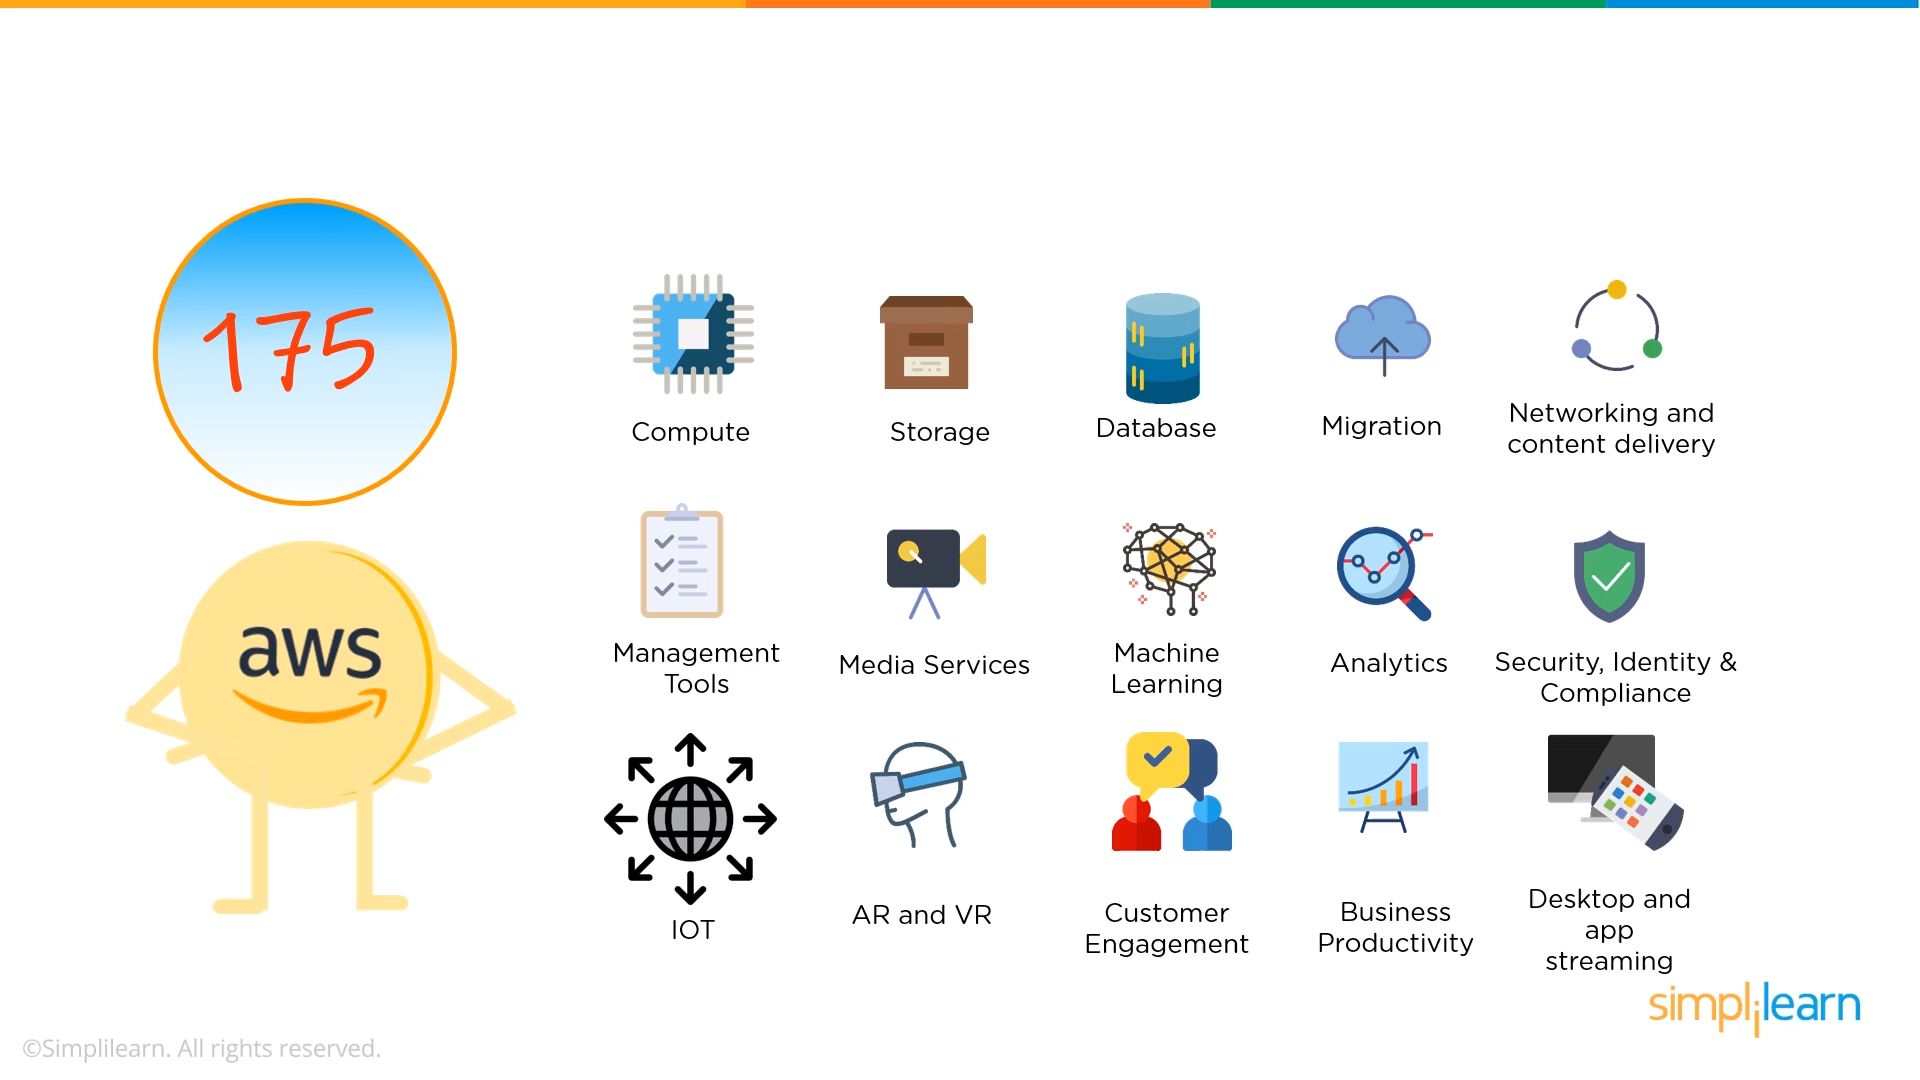 175
Compute
Storage
Database
Migration
Networking and
content delivery
aws
Management
Tools
Media Services
Machine
Learning
Analytics
Security, Identity &
Compliance
IOT
AR and VR
Customer
Engagement
Business
Productivity
Desktop and
app
streaming
simplilearn
©Simplilearn. All rights reserved.